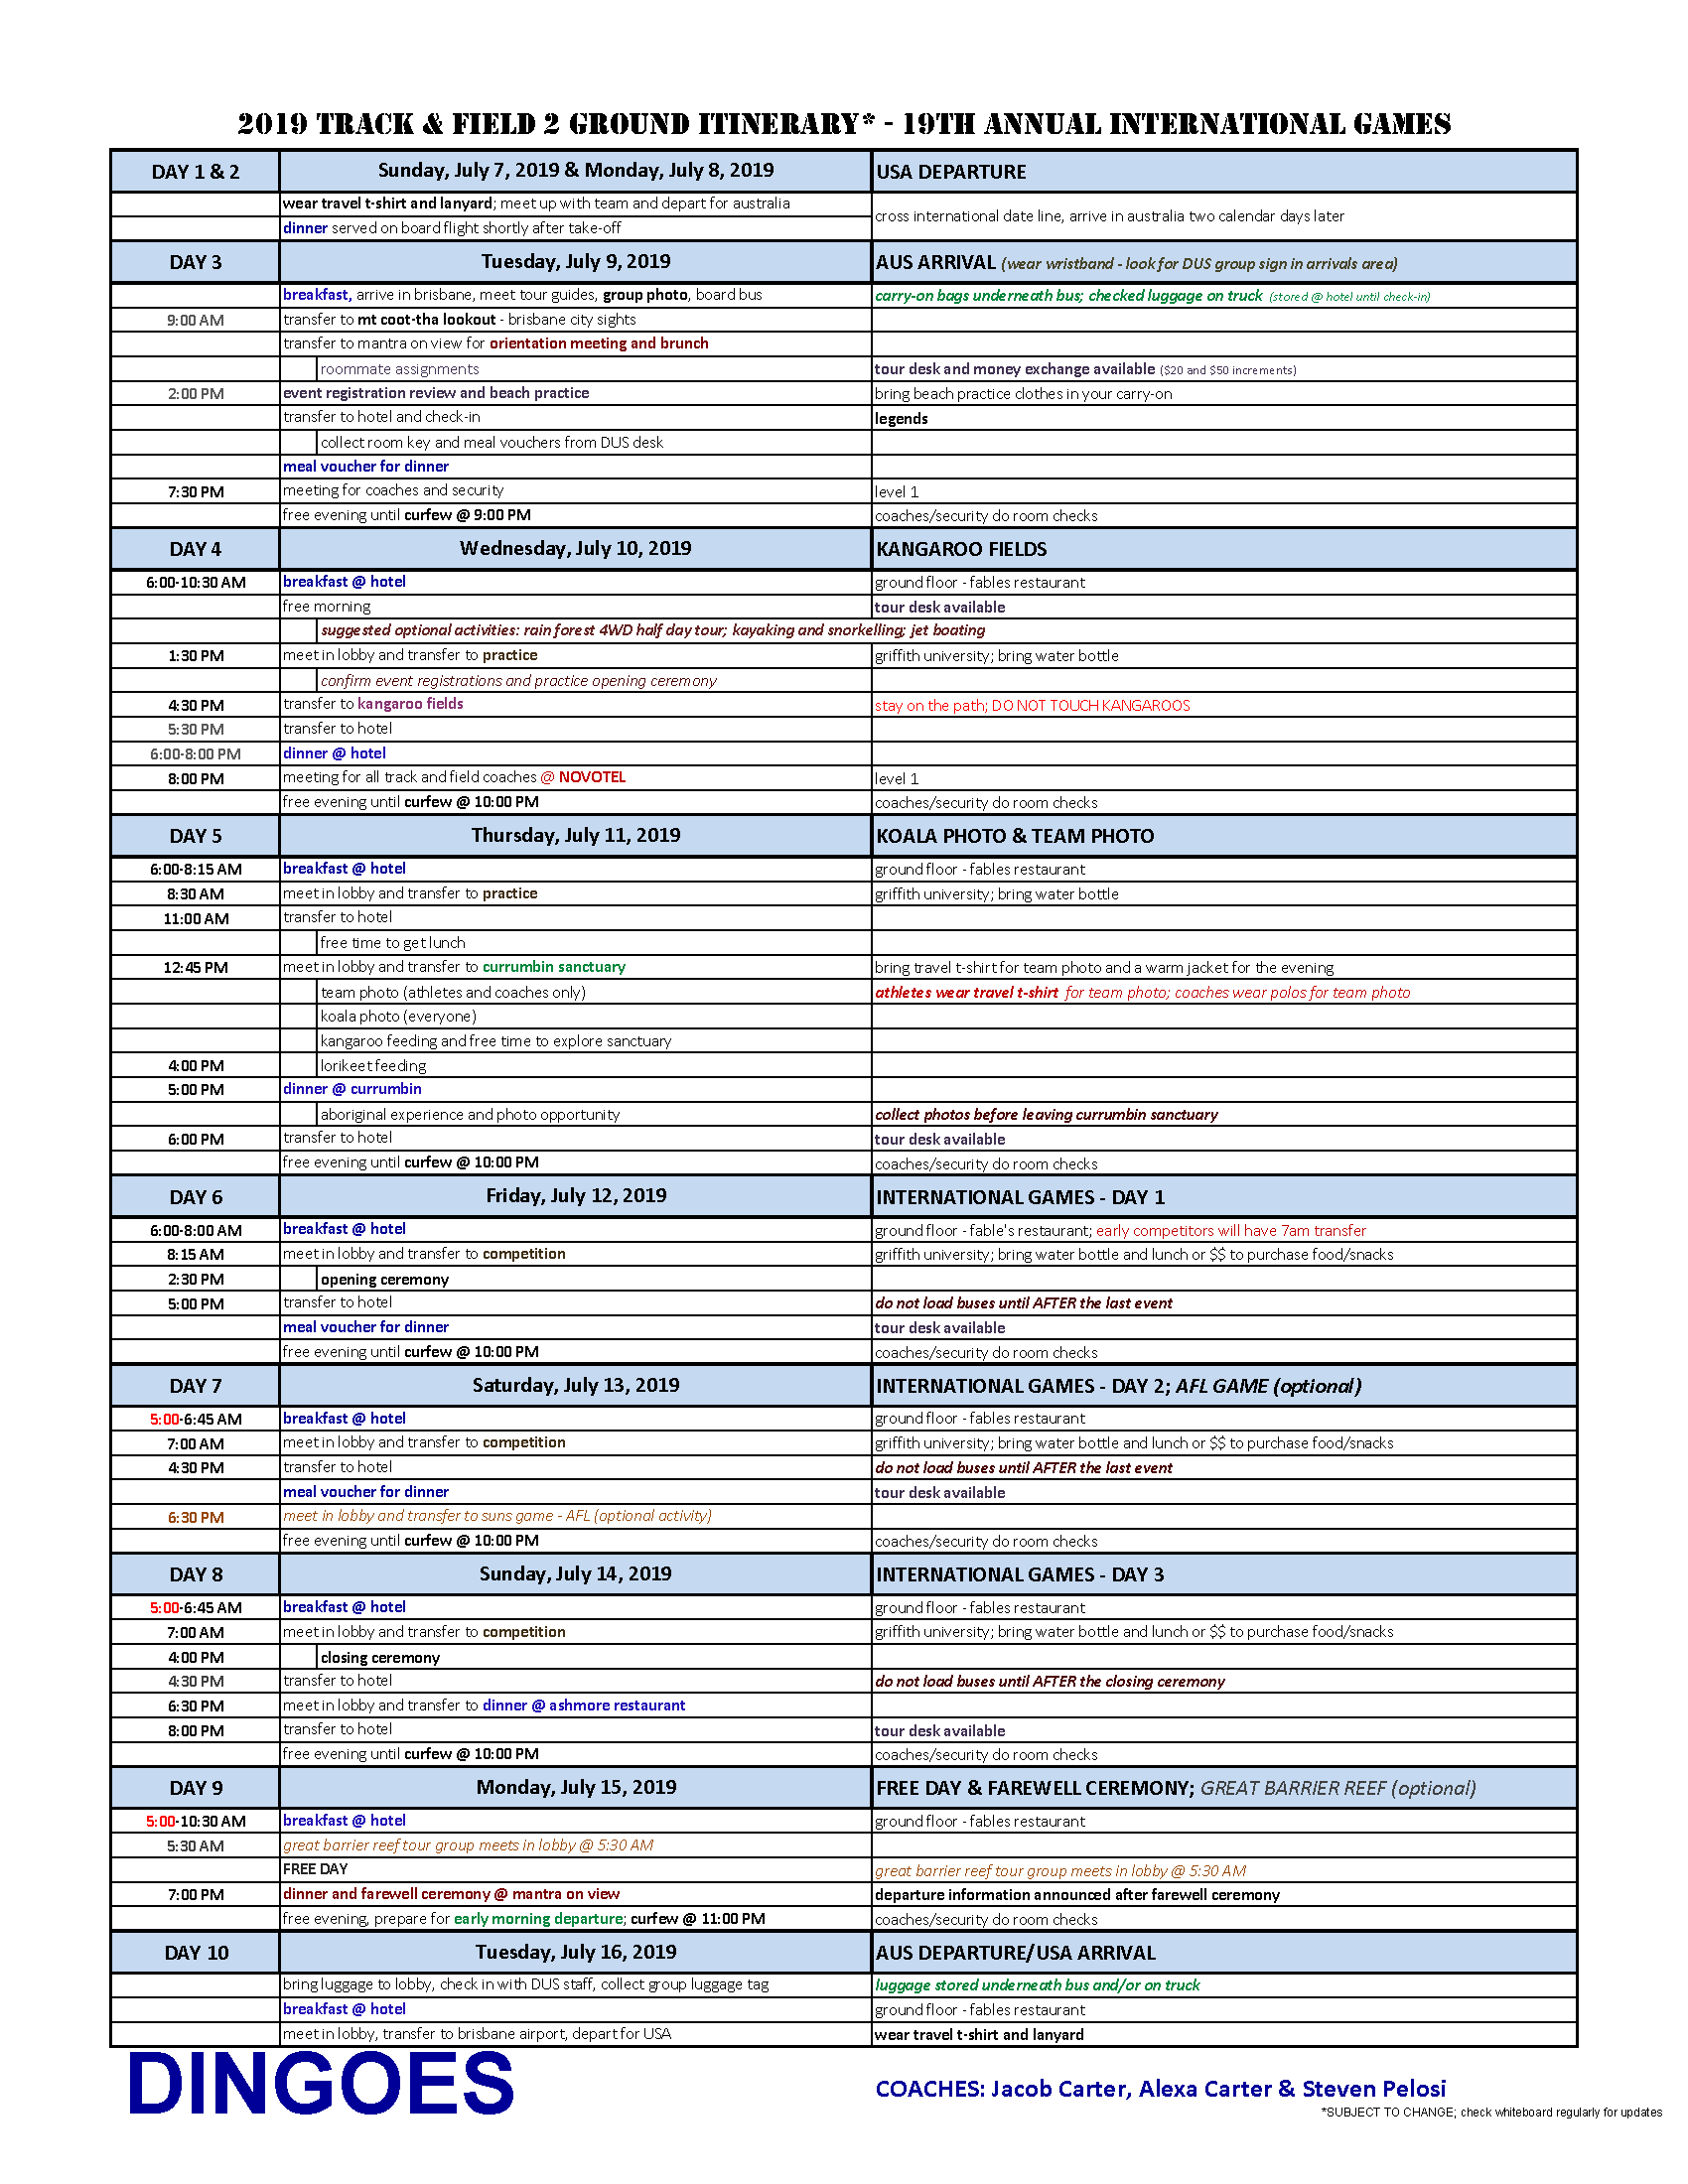 2019 TRACK & FIELD 2 GROUND ITINERARY* - 19TH ANNUAL INTERNATIONAL GAMES
DAY 1 & 2 Sunday, July 7, 2019 & Monday, July 8, 2019 USA DEPARTURE
wear travel t-shirt and lanyard; meet up with team and depart for australia
cross international date line, arrive in australia two calendar days later
dinner served on board flight shortly after take-off
DAY 3 Tuesday, July 9, 2019 AUS ARRIVAL (wear wristband - look for DUS group sign in arrivals area)
breakfast, arrive in brisbane, meet tour guides, group photo, board bus carry-on bags underneath bus; checked luggage on truck (stored @ hotel until check-in)
9:00 AM transfer to mt coot-tha lookout - brisbane city sights
transfer to mantra on view for orientation meeting and brunch
roommate assignments tour desk and money exchange available ($20 and $50 increments)
2:00 PM event registration review and beach practice bring beach practice clothes in your carry-on
transfer to hotel and check-in legends
collect room key and meal vouchers from DUS desk
meal voucher for dinner
7:30 PM meeting for coaches and security level 1
free evening until curfew @ 9:00 PM coaches/security do room checks
DAY 4 Wednesday, July 10, 2019 KANGAROO FIELDS
6:00-10:30 AM breakfast @ hotel ground floor - fables restaurant
free morning tour desk available
suggested optional activities: rain forest 4WD half day tour; kayaking and snorkelling; jet boating
1:30 PM meet in lobby and transfer to practice griffith university; bring water bottle
confirm event registrations and practice opening ceremony
4:30 PM transfer to kangaroo fields stay on the path; DO NOT TOUCH KANGAROOS
5:30 PM transfer to hotel
6:00-8:00 PM dinner @ hotel
8:00 PM meeting for all track and field coaches @ NOVOTEL level 1
free evening until curfew @ 10:00 PM coaches/security do room checks
DAY 5 Thursday, July 11, 2019 KOALA PHOTO & TEAM PHOTO
6:00-8:15 AM breakfast @ hotel ground floor - fables restaurant
8:30 AM meet in lobby and transfer to practice griffith university; bring water bottle
11:00 AM transfer to hotel
free time to get lunch
12:45 PM meet in lobby and transfer to currumbin sanctuary bring travel t-shirt for team photo and a warm jacket for the evening
team photo (athletes and coaches only) athletes wear travel t-shirt for team photo; coaches wear polos for team photo
koala photo (everyone)
kangaroo feeding and free time to explore sanctuary
4:00 PM lorikeet feeding
5:00 PM dinner @ currumbin
aboriginal experience and photo opportunity collect photos before leaving currumbin sanctuary
6:00 PM transfer to hotel tour desk available
free evening until curfew @ 10:00 PM coaches/security do room checks
DAY 6 Friday, July 12, 2019 INTERNATIONAL GAMES - DAY 1
6:00-8:00 AM breakfast @ hotel ground floor - fable's restaurant; early competitors will have 7am transfer
8:15 AM meet in lobby and transfer to competition griffith university; bring water bottle and lunch or $$ to purchase food/snacks
2:30 PM opening ceremony
5:00 PM transfer to hotel do not load buses until AFTER the last event
meal voucher for dinner tour desk available
free evening until curfew @ 10:00 PM coaches/security do room checks
DAY 7 Saturday, July 13, 2019 INTERNATIONAL GAMES - DAY 2; AFL GAME (optional)
5:00-6:45 AM breakfast @ hotel ground floor - fables restaurant
7:00 AM meet in lobby and transfer to competition griffith university; bring water bottle and lunch or $$ to purchase food/snacks
4:30 PM transfer to hotel do not load buses until AFTER the last event
meal voucher for dinner tour desk available
6:30 PM meet in lobby and transfer to suns game - AFL (optional activity)
free evening until curfew @ 10:00 PM coaches/security do room checks
DAY 8 Sunday, July 14, 2019 INTERNATIONAL GAMES - DAY 3
5:00-6:45 AM breakfast @ hotel ground floor - fables restaurant
7:00 AM meet in lobby and transfer to competition griffith university; bring water bottle and lunch or $$ to purchase food/snacks
4:00 PM closing ceremony
4:30 PM transfer to hotel do not load buses until AFTER the closing ceremony
6:30 PM meet in lobby and transfer to dinner @ ashmore restaurant
8:00 PM transfer to hotel tour desk available
free evening until curfew @ 10:00 PM coaches/security do room checks
DAY 9 Monday, July 15, 2019 FREE DAY & FAREWELL CEREMONY; GREAT BARRIER REEF (optional)
5:00-10:30 AM breakfast @ hotel ground floor - fables restaurant
5:30 AM great barrier reef tour group meets in lobby @ 5:30 AM
FREE DAY great barrier reef tour group meets in lobby @ 5:30 AM
7:00 PM dinner and farewell ceremony @ mantra on view departure information announced after farewell ceremony
free evening, prepare for early morning departure; curfew @ 11:00 PM coaches/security do room checks
DAY 10 Tuesday, July 16, 2019 AUS DEPARTURE/USA ARRIVAL
bring luggage to lobby, check in with DUS staff, collect group luggage tag luggage stored underneath bus and/or on truck
breakfast @ hotel ground floor - fables restaurant
meet in lobby, transfer to brisbane airport, depart for USA wear travel t-shirt and lanyard
DINGOES COACHES: Jacob Carter, Alexa Carter & Steven Pelosi
*SUBJECT TO CHANGE; check whiteboard regularly for updates